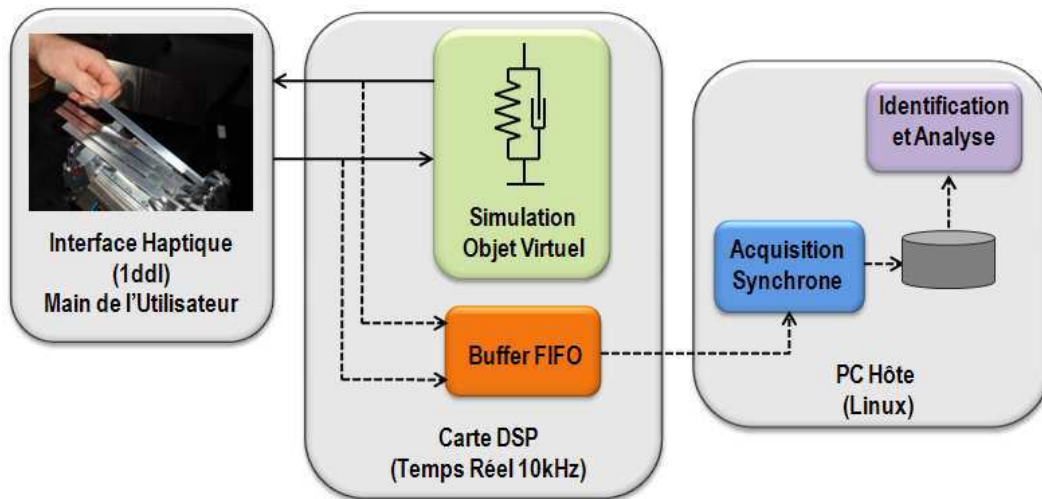 Interface Haptique
(1ddl)
Main de l'Utilisateur
Simulation
Objet Virtuel
Buffer FIFO
Carte DSP
(Temps Réel 10kHz)
Identification
et Analyse
Acquisition
Synchrone
PC Hôte
(Linux)